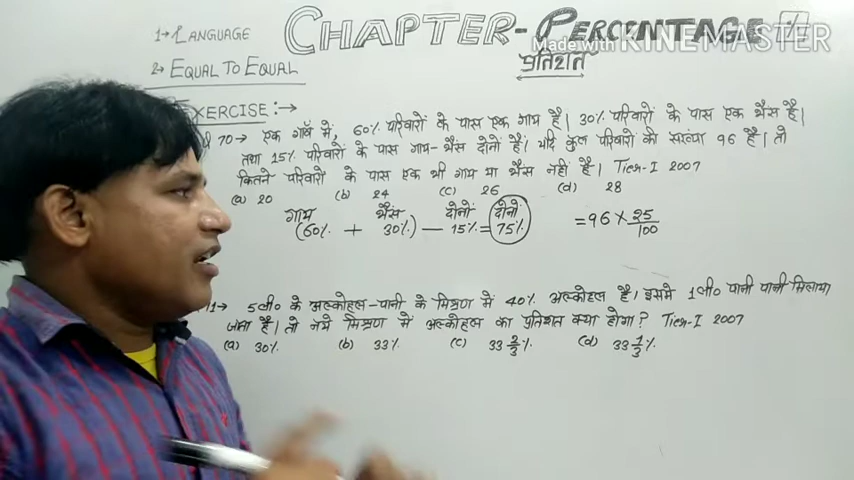 1→ LANGUAGE
CHAPTER - PERCENTAGE %
Made with KINEMASTER
प्रतिशत
2→ EQUAL TO EQUAL
EXERCISE :→
70→ एक गाँव में, 60% परिवारों के पास एक गाय है। 30% परिवारों के पास एक भैंस है।
तथा 15% परिवारों के पास गाय-भैंस दोनों हैं। यदि कुल परिवारों की संख्या 96 है। तो
कितने परिवारों के पास एक भी गाय या भैंस नहीं है। Tier-I 2007
(a) 20 (b) 24 (c) 26 (d) 28
गाय भैंस दोनों दोनों
(60% + 30%) — 15% = 75% = 96 × 25/100
1→ 5ली० के अल्कोहल-पानी के मिश्रण में 40% अल्कोहल है। इसमे 1ली० पानी पानी मिलाया
जाता है। तो नये मिश्रण में अल्कोहल का प्रतिशत क्या होगा? Tier-I 2007
(a) 30% (b) 33% (c) 33 2/3% (d) 33 1/3%